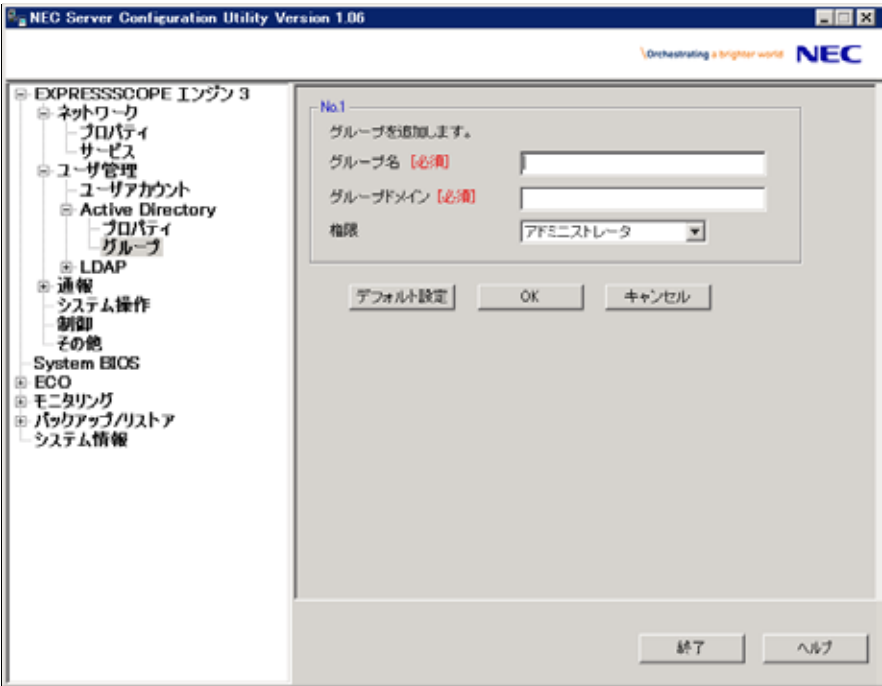 NEC Server Configuration Utility Version 1.06
\Orchestrating a brighter world NEC
EXPRESSSCOPE エンジン 3
ネットワーク
プロパティ
サービス
ユーザ管理
ユーザアカウント
Active Directory
プロパティ
グループ
LDAP
通報
システム操作
制御
その他
System BIOS
ECO
モニタリング
バックアップ/リストア
システム情報
No.1
グループを追加します。
グループ名 [必須]
グループドメイン [必須]
権限 アドミニストレータ
デフォルト設定 OK キャンセル
終了 ヘルプ